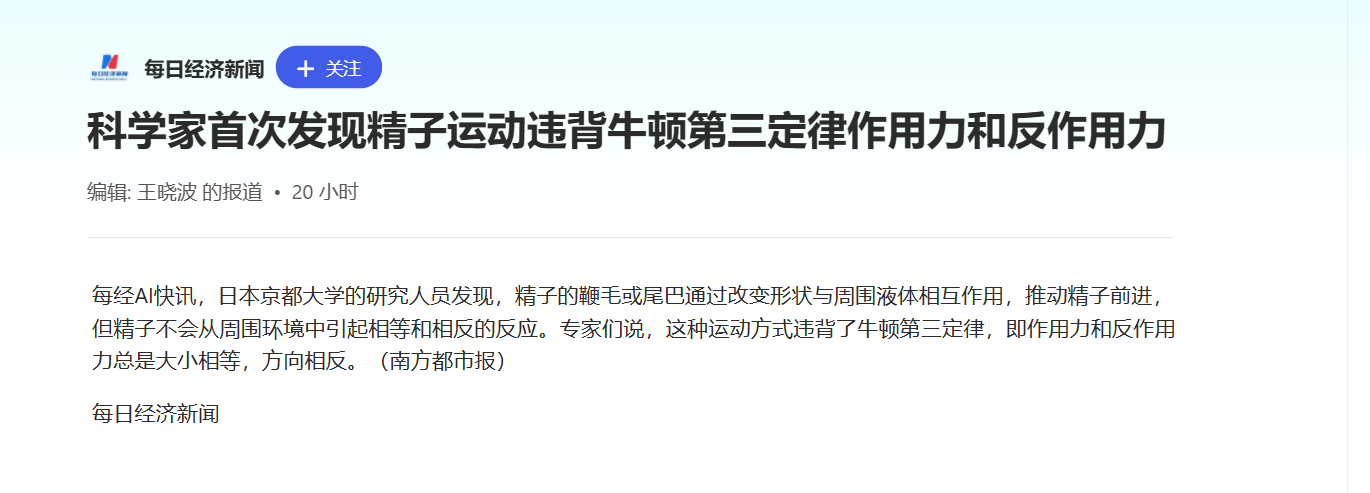 每日经济新闻
每日经济新闻 + 关注
科学家首次发现精子运动违背牛顿第三定律作用力和反作用力
编辑: 王晓波 的报道 • 20 小时
每经AI快讯，日本京都大学的研究人员发现，精子的鞭毛或尾巴通过改变形状与周围液体相互作用，推动精子前进，
但精子不会从周围环境中引起相等和相反的反应。专家们说，这种运动方式违背了牛顿第三定律，即作用力和反作用
力总是大小相等，方向相反。（南方都市报）
每日经济新闻